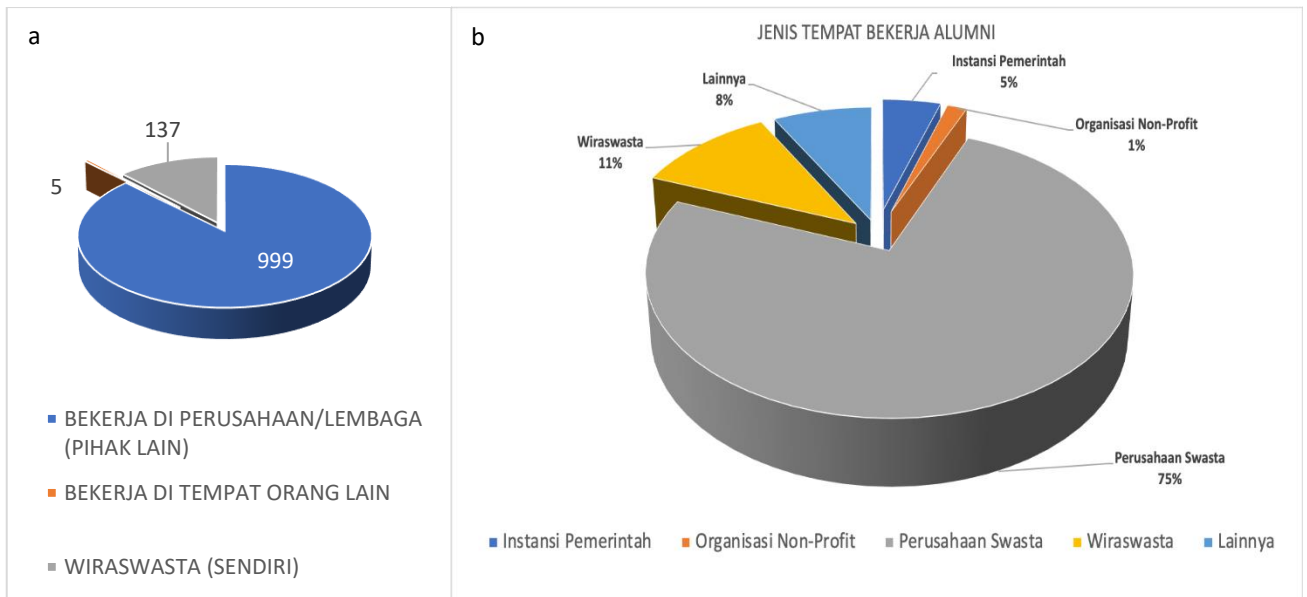 a
137
5
999
BEKERJA DI PERUSAHAAN/LEMBAGA
(PIHAK LAIN)
BEKERJA DI TEMPAT ORANG LAIN
WIRASWASTA (SENDIRI)
b
JENIS TEMPAT BEKERJA ALUMNI
Instansi Pemerintah
5%
Lainnya
8%
Organisasi Non-Profit
1%
Wiraswasta
11%
Perusahaan Swasta
75%
Instansi Pemerintah Organisasi Non-Profit Perusahaan Swasta Wiraswasta Lainnya